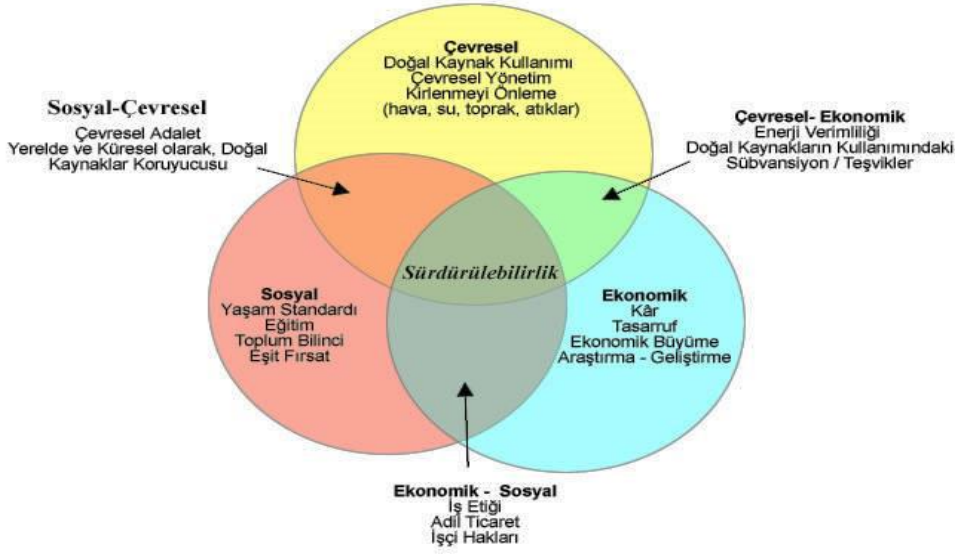 Çevresel
Doğal Kaynak Kullanımı
Çevresel Yönetim
Kirlenmeyi Önleme
(hava, su, toprak, atıklar)
Sosyal-Çevresel
Çevresel Adalet
Yerelde ve Küresel olarak, Doğal
Kaynaklar Koruyucusu
Çevresel- Ekonomik
Enerji Verimliliği
Doğal Kaynakların Kullanımındaki
Sübvansiyon / Teşvikler
Sürdürülebilirlik
Sosyal
Yaşam Standardı
Eğitim
Toplum Bilinci
Eşit Fırsat
Ekonomik
Kâr
Tasarruf
Ekonomik Büyüme
Araştırma - Geliştirme
Ekonomik - Sosyal
İş Etiği
Adil Ticaret
İşçi Hakları